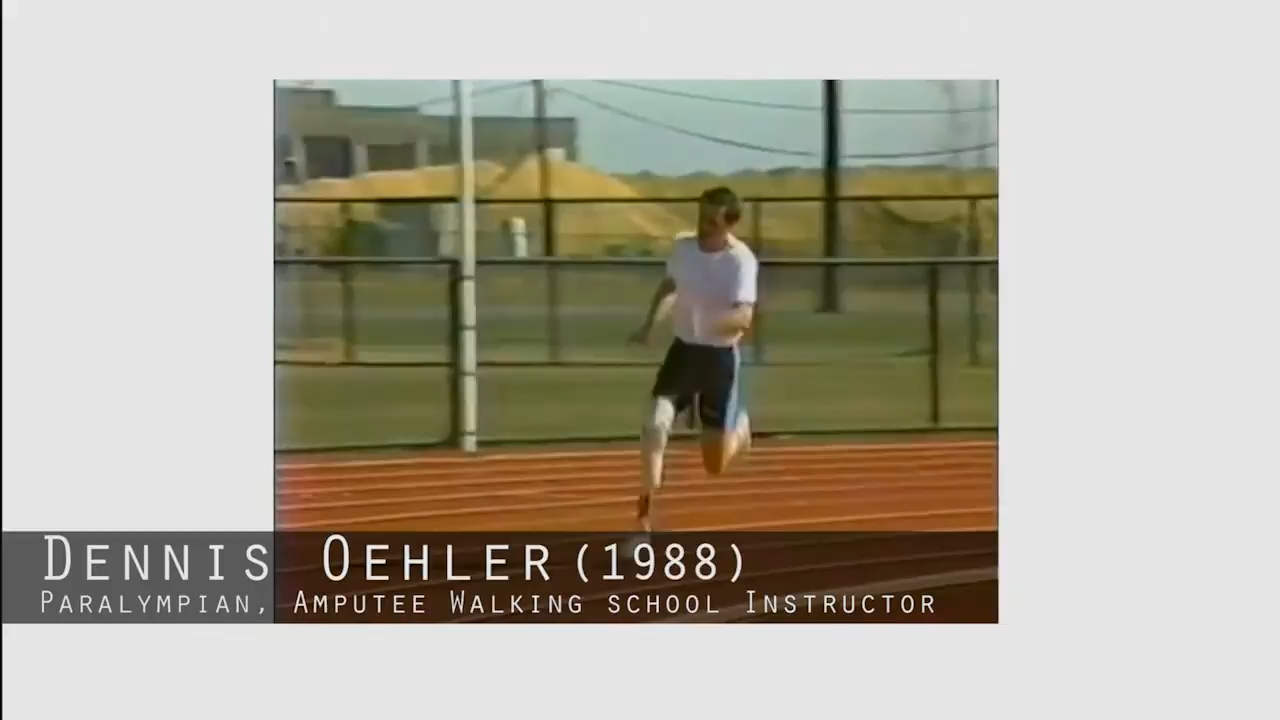 Dennis Oehler (1988)
Paralympian, Amputee Walking school Instructor